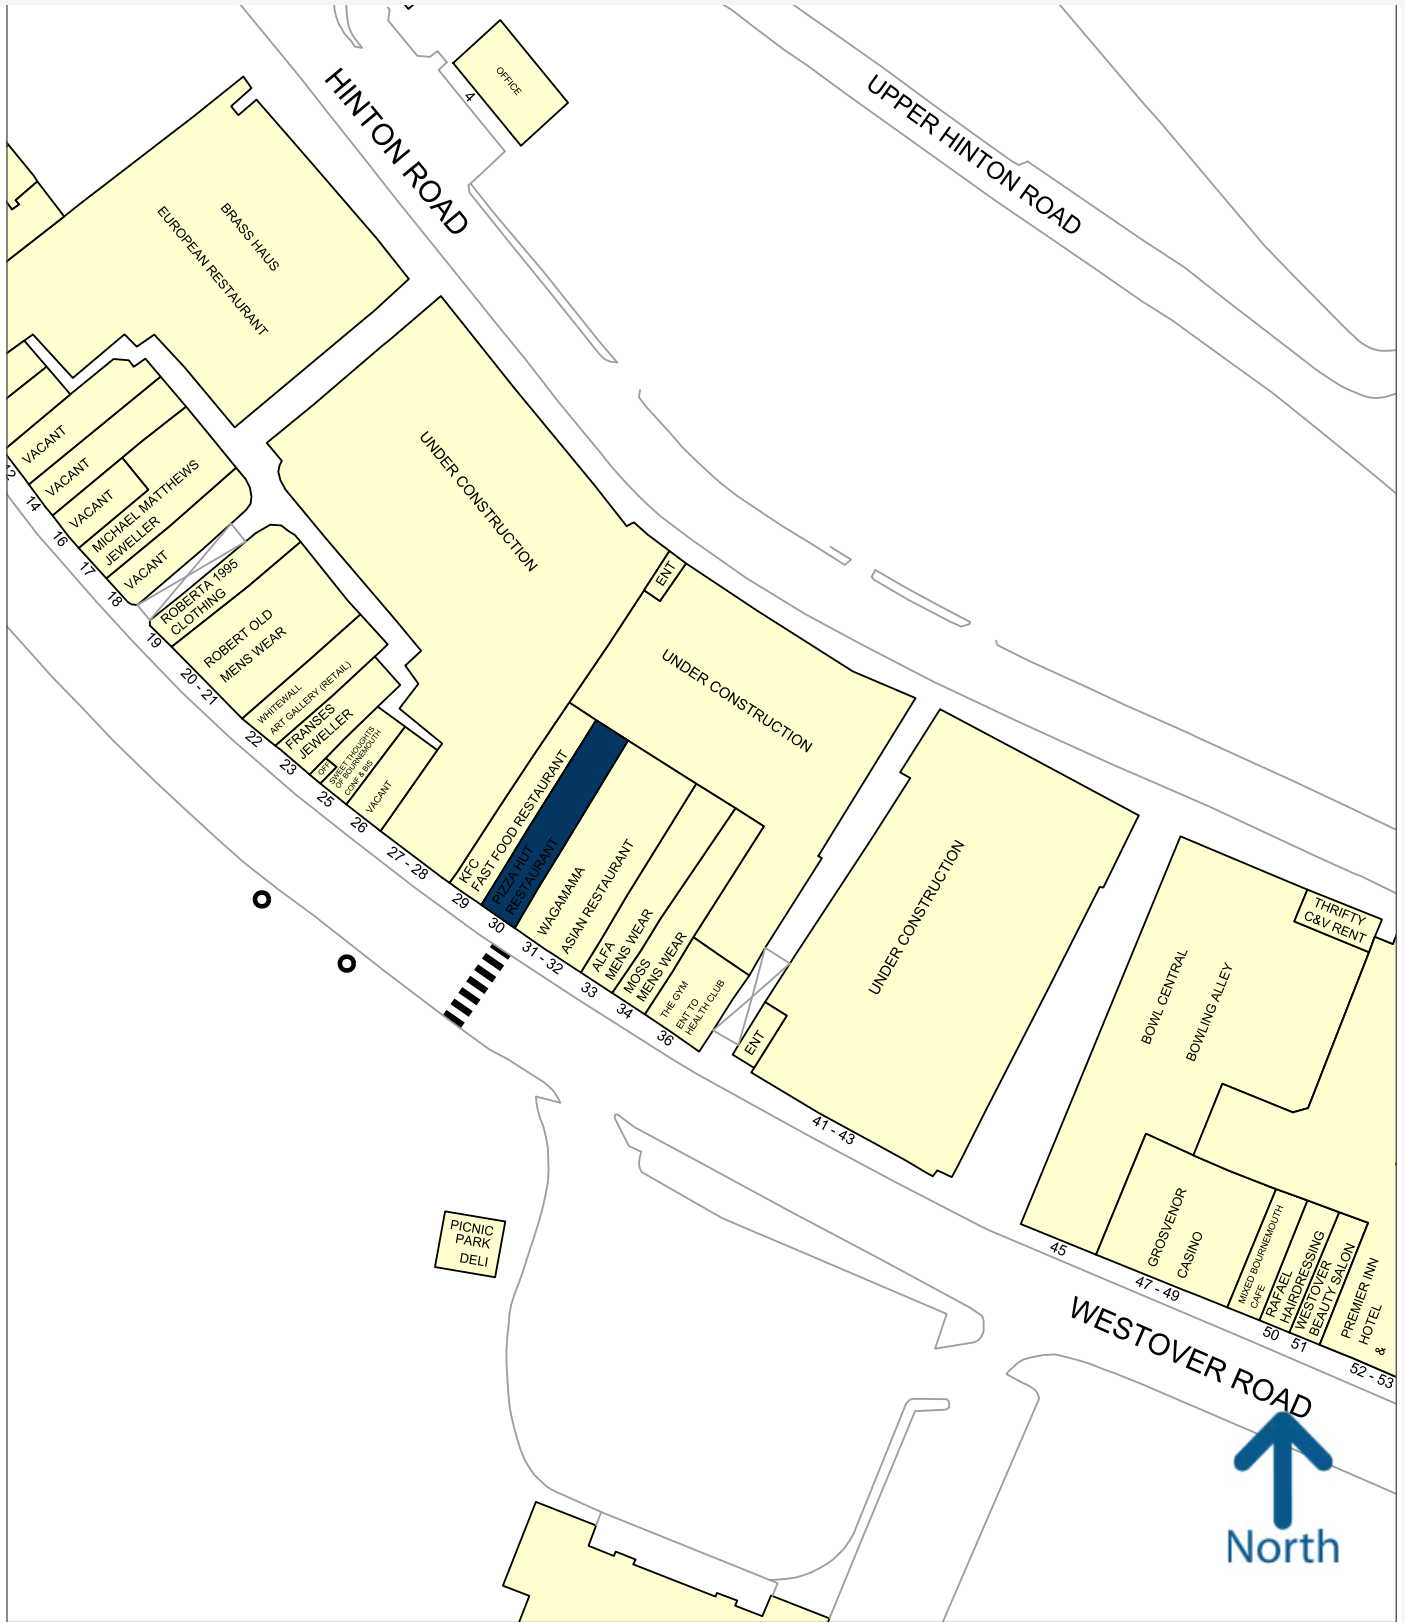 HINTON ROAD
OFFICE
4
UPPER HINTON ROAD
BRASS HAUS
EUROPEAN RESTAURANT
UNDER CONSTRUCTION
ENT
UNDER CONSTRUCTION
VACANT
VACANT
VACANT
MICHAEL MATTHEWS
JEWELLER
VACANT
12
14
16
17
18
ROBERTA 1995
CLOTHING
19
ROBERT OLD
MENS WEAR
20 - 21
WHITEWALL
ART GALLERY (RETAIL)
22
FRANSES
JEWELLER
23
OFF
SWEET THOUGHTS
OF BOURNEMOUTH
CONF & BIS
25
VACANT
26
27 - 28
KFC
FAST FOOD RESTAURANT
29
PIZZA HUT
RESTAURANT
30
WAGAMAMA
ASIAN RESTAURANT
31 - 32
ALFA
MENS WEAR
33
MOSS
MENS WEAR
34
THE GYM
ENT TO
HEALTH CLUB
36
ENT
UNDER CONSTRUCTION
41 - 43
THRIFTY
C&V RENT
BOWL CENTRAL
BOWLING ALLEY
45
GROSVENOR
CASINO
47 - 49
MIXED BOURNEMOUTH
CAFE
RAFAEL
HAIRDRESSING
50
WESTOVER
BEAUTY SALON
51
PREMIER INN
HOTEL
&
52 - 53
PICNIC
PARK
DELI
WESTOVER ROAD
North